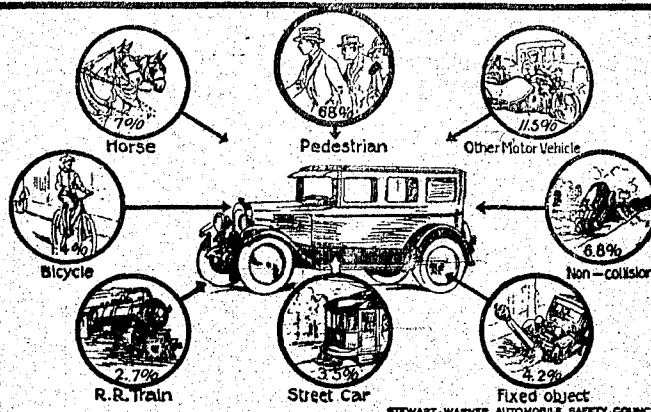 68%
11.5%
Horse
Pedestrian
Other Motor Vehicle
6.8%
Bicycle
Non-collision
2.7%
3.5%
4.2%
R.R. Train
Street Car
Fixed object
STEWART-WARNER AUTOMOBILE SAFETY